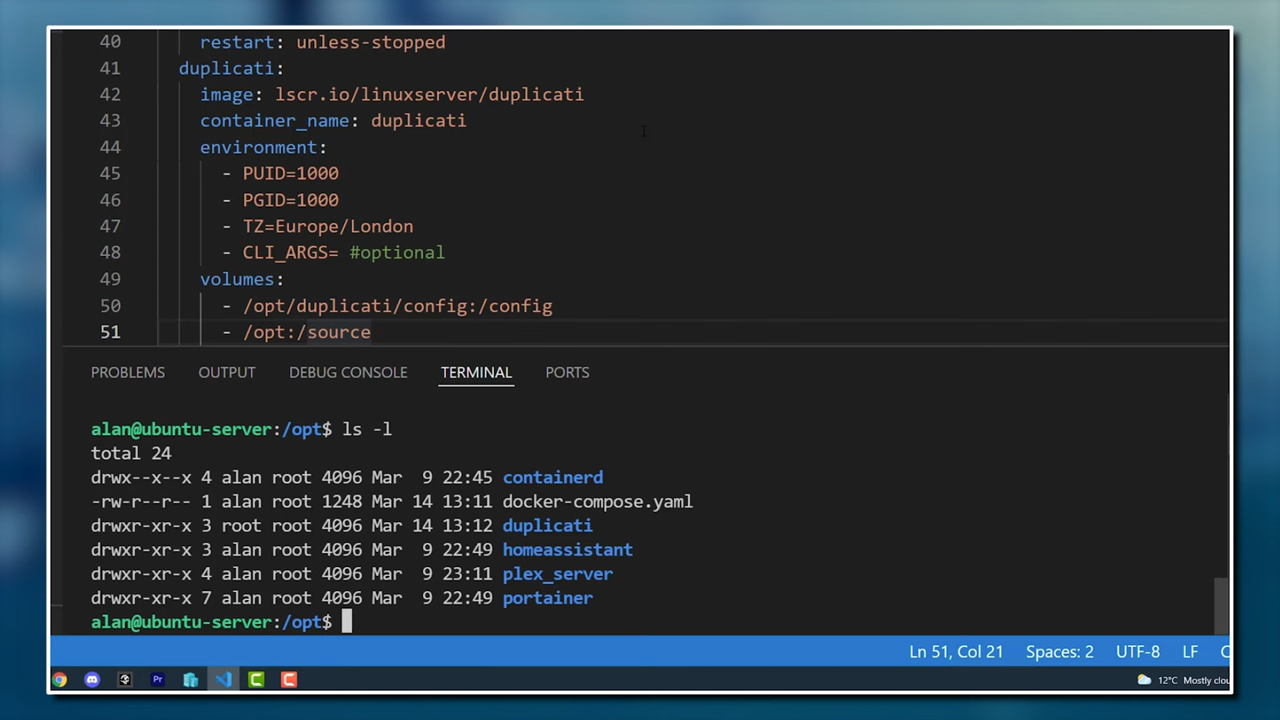 40 restart: unless-stopped
41 duplicati:
42 image: lscr.io/linuxserver/duplicati
43 container_name: duplicati
44 environment:
45 - PUID=1000
46 - PGID=1000
47 - TZ=Europe/London
48 - CLI_ARGS= #optional
49 volumes:
50 - /opt/duplicati/config:/config
51 - /opt:/source
PROBLEMS OUTPUT DEBUG CONSOLE TERMINAL PORTS
alan@ubuntu-server:/opt$ ls -l
total 24
drwx--x--x 4 alan root 4096 Mar  9 22:45 containerd
-rw-r--r-- 1 alan root 1248 Mar 14 13:11 docker-compose.yaml
drwxr-xr-x 3 root root 4096 Mar 14 13:12 duplicati
drwxr-xr-x 3 alan root 4096 Mar  9 22:49 homeassistant
drwxr-xr-x 4 alan root 4096 Mar  9 23:11 plex_server
drwxr-xr-x 7 alan root 4096 Mar  9 22:49 portainer
alan@ubuntu-server:/opt$
Ln 51, Col 21 Spaces: 2 UTF-8 LF
Pr 12°C Mostly clou